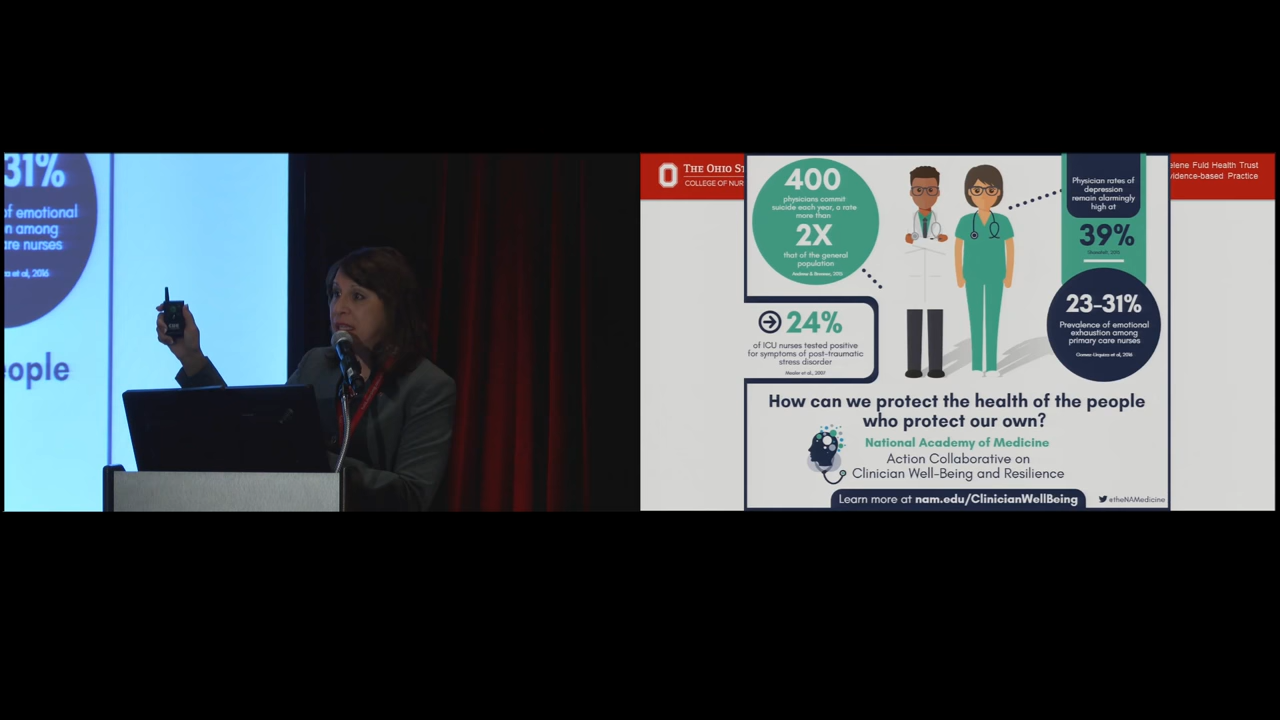 31%
of emotional
n among
are nurses
a et al, 2016
eople
THE OHIO ST
COLLEGE OF NUR
elene Fuld Health Trust
vidence-based Practice
400
physicians commit
suicide each year, a rate
more than
2X
that of the general
population
Physician rates of
depression
remain alarmingly
high at
39%
24%
of ICU nurses tested positive
for symptoms of post-traumatic
stress disorder
23-31%
Prevalence of emotional
exhaustion among
primary care nurses
How can we protect the health of the people
who protect our own?
National Academy of Medicine
Action Collaborative on
Clinician Well-Being and Resilience
Learn more at nam.edu/ClinicianWellBeing
@theNAMedicine